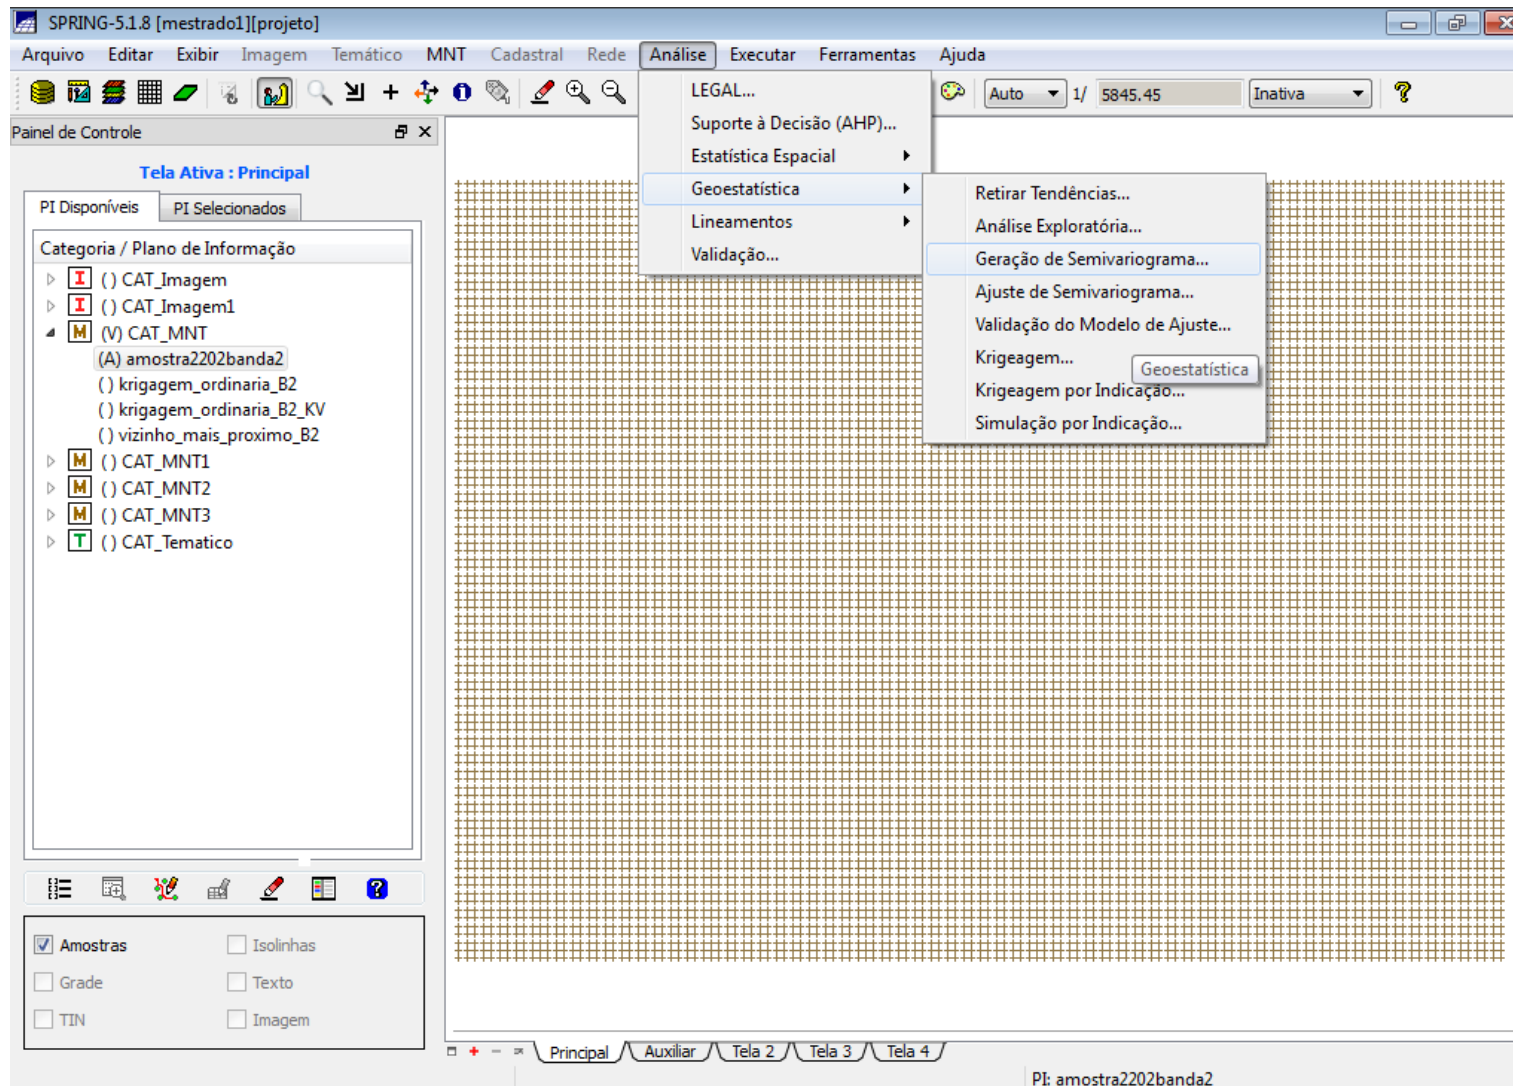 SPRING-5.1.8 [mestrado1][projeto]
Arquivo Editar Exibir Imagem Temático MNT Cadastral Rede Análise Executar Ferramentas Ajuda
Auto 1/ 5845.45 Inativa
Painel de Controle
Tela Ativa : Principal
PI Disponíveis PI Selecionados
Categoria / Plano de Informação
I () CAT_Imagem
I () CAT_Imagem1
M (V) CAT_MNT
(A) amostra2202banda2
() krigagem_ordinaria_B2
() krigagem_ordinaria_B2_KV
() vizinho_mais_proximo_B2
M () CAT_MNT1
M () CAT_MNT2
M () CAT_MNT3
T () CAT_Tematico
LEGAL...
Suporte à Decisão (AHP)...
Estatística Espacial
Geoestatística
Lineamentos
Validação...
Retirar Tendências...
Análise Exploratória...
Geração de Semivariograma...
Ajuste de Semivariograma...
Validação do Modelo de Ajuste...
Krigeagem...
Geoestatística
Krigeagem por Indicação...
Simulação por Indicação...
Amostras Isolinhas
Grade Texto
TIN Imagem
Principal Auxiliar Tela 2 Tela 3 Tela 4
PI: amostra2202banda2